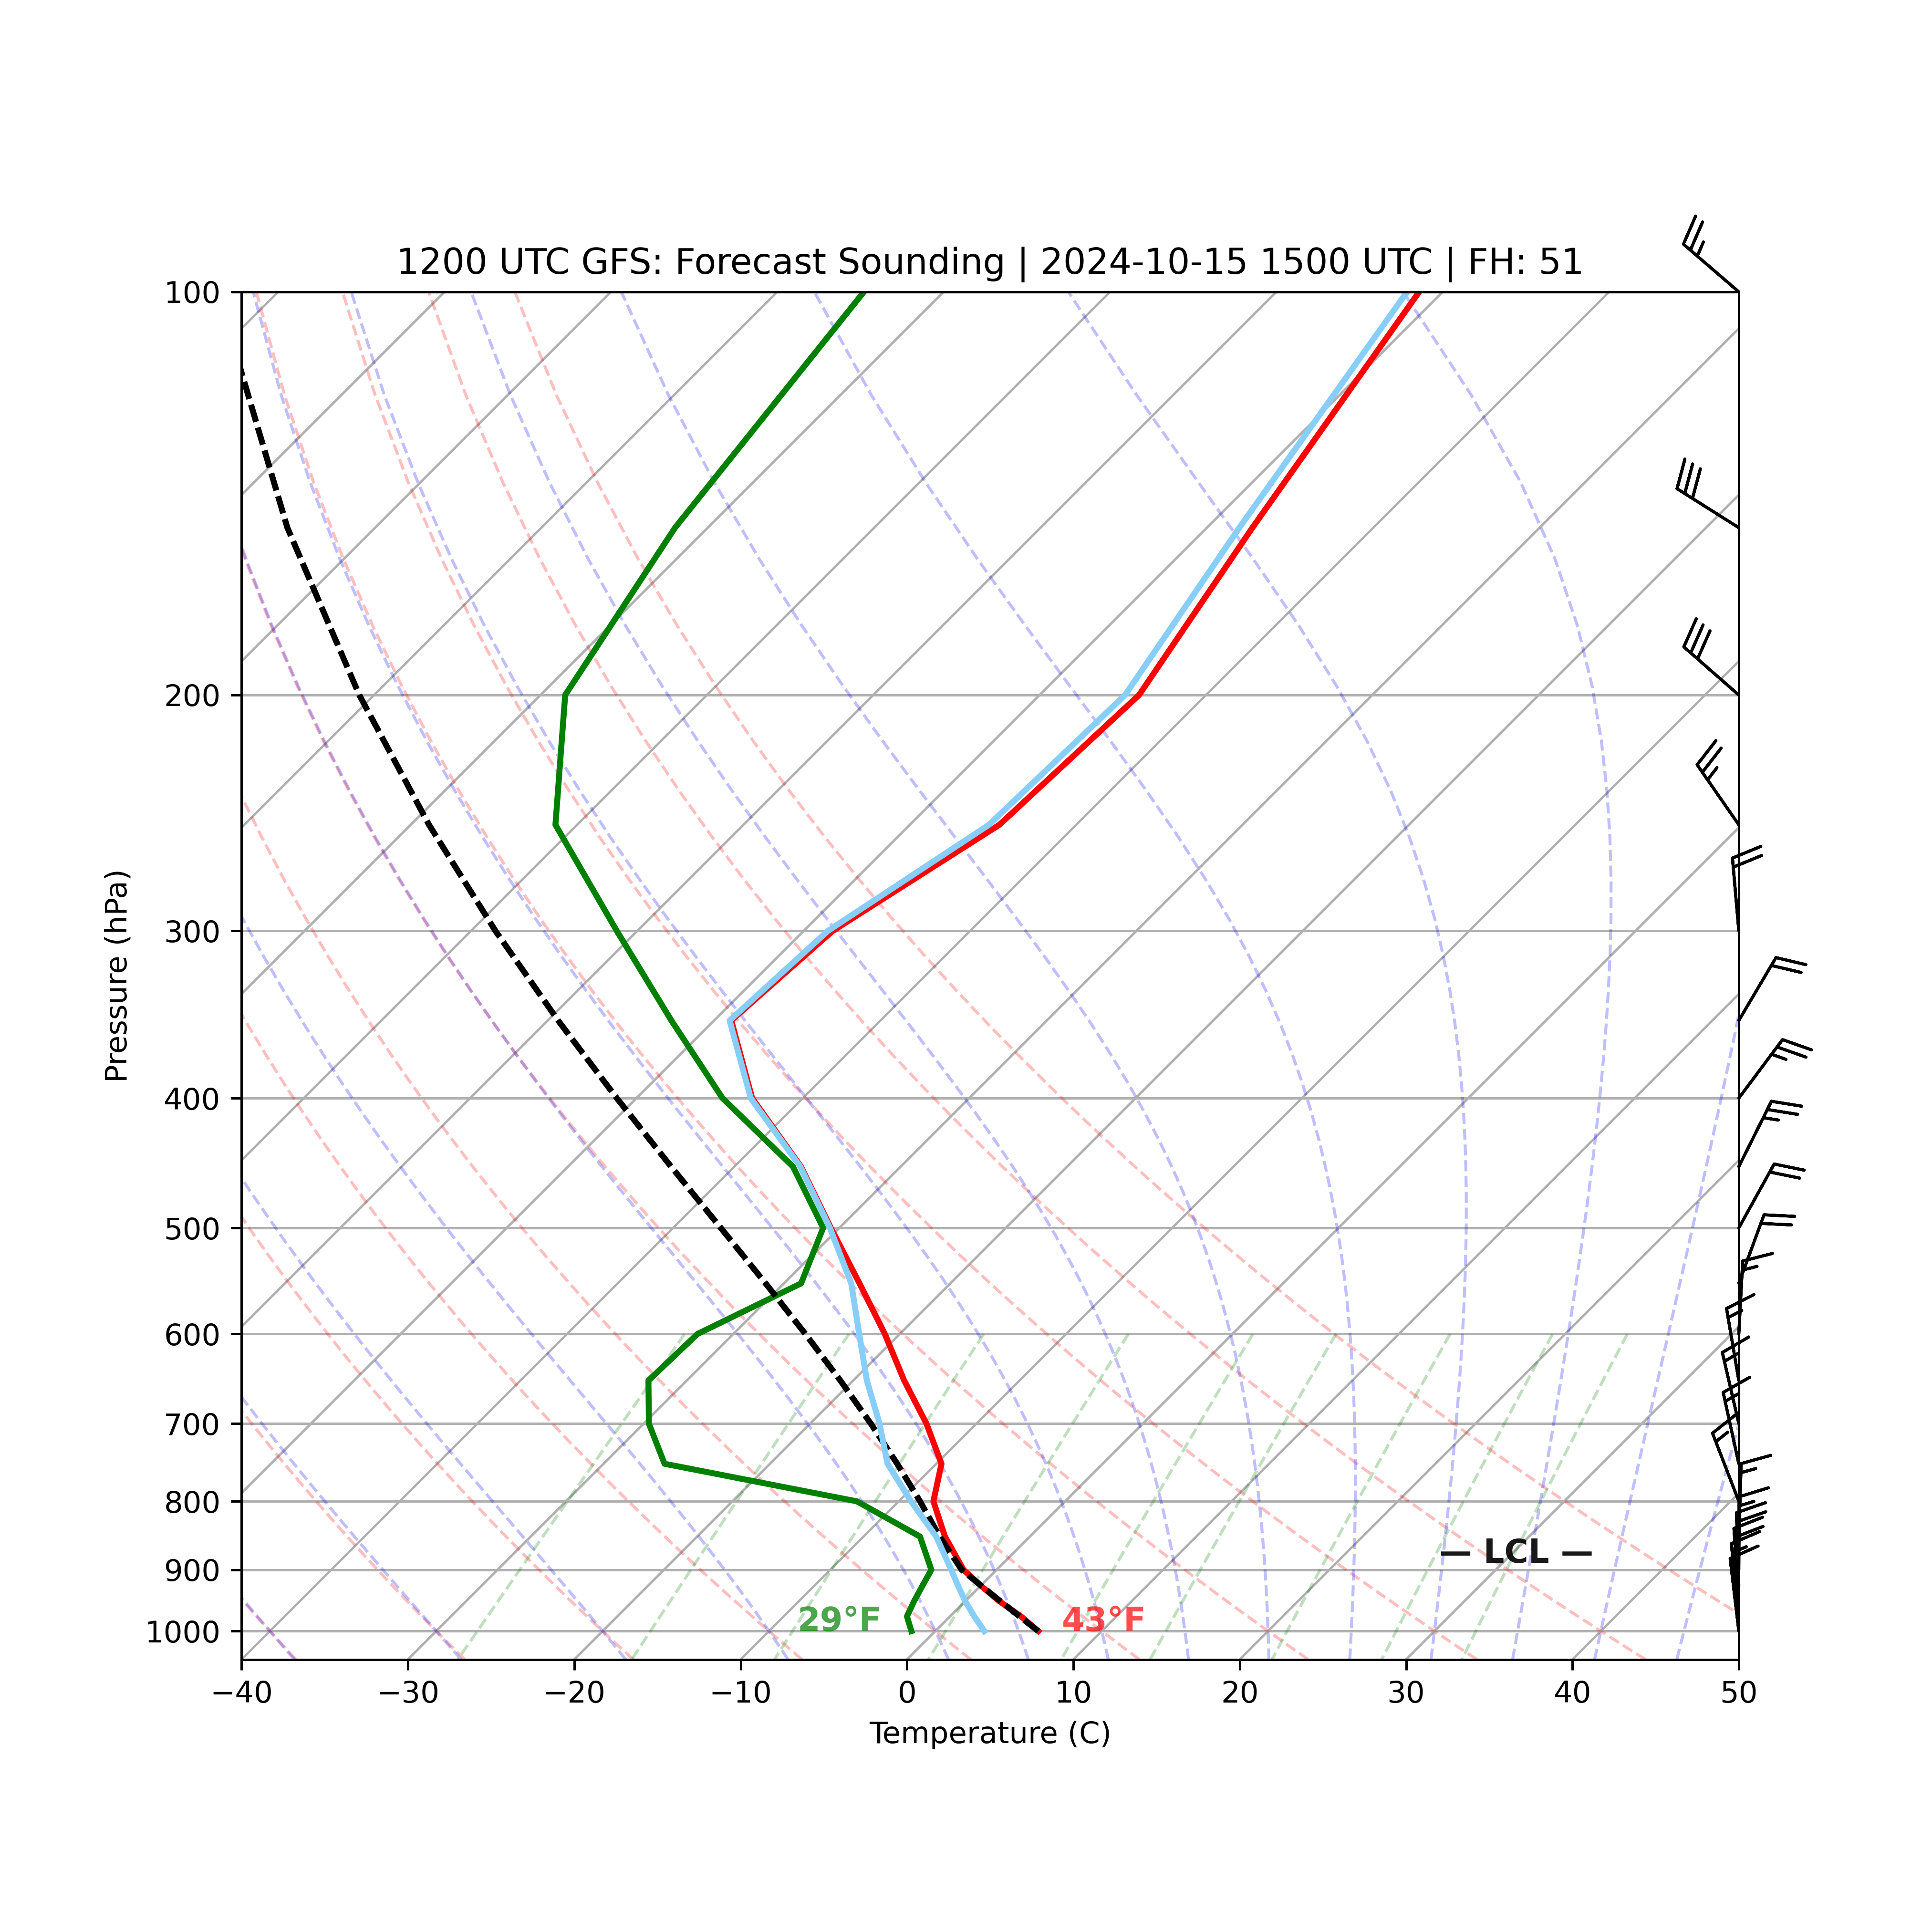 1200 UTC GFS: Forecast Sounding | 2024-10-15 1500 UTC | FH: 51
100
200
300
400
500
600
700
800
900
1000
Pressure (hPa)
— LCL —
29°F
43°F
−40 −30 −20 −10 0 10 20 30 40 50
Temperature (C)